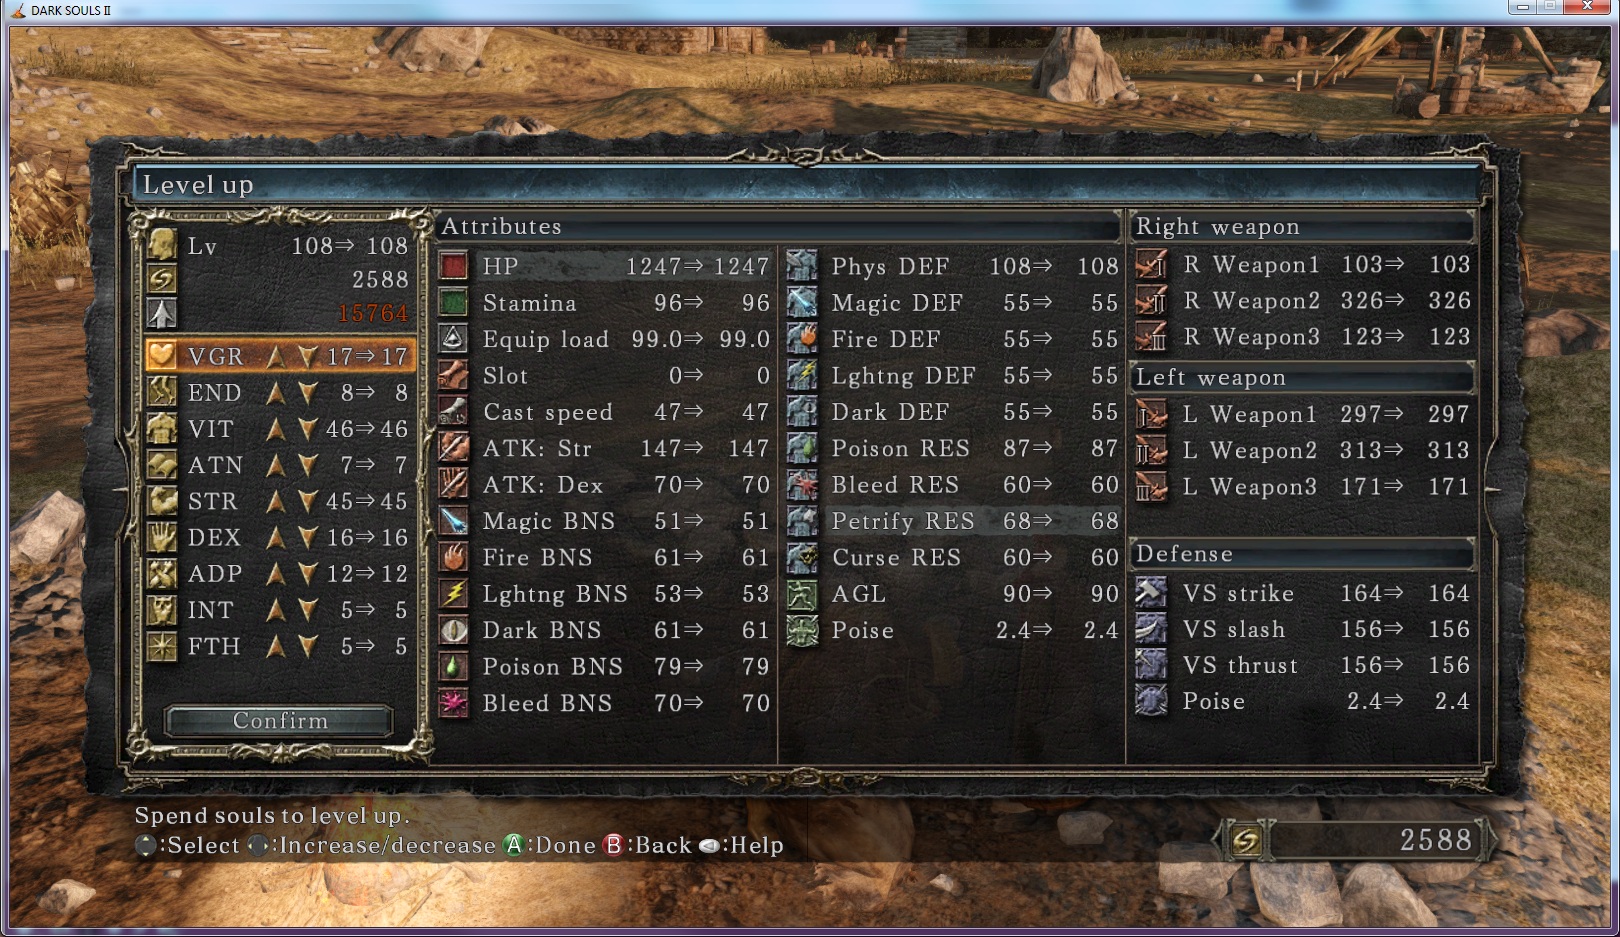 DARK SOULS II
Level up
Lv 108⇒ 108
2588
15764
VGR 17⇒ 17
END 8⇒ 8
VIT 46⇒ 46
ATN 7⇒ 7
STR 45⇒ 45
DEX 16⇒ 16
ADP 12⇒ 12
INT 5⇒ 5
FTH 5⇒ 5
Confirm
Attributes
HP 1247⇒ 1247
Stamina 96⇒ 96
Equip load 99.0⇒ 99.0
Slot 0⇒ 0
Cast speed 47⇒ 47
ATK: Str 147⇒ 147
ATK: Dex 70⇒ 70
Magic BNS 51⇒ 51
Fire BNS 61⇒ 61
Lghtng BNS 53⇒ 53
Dark BNS 61⇒ 61
Poison BNS 79⇒ 79
Bleed BNS 70⇒ 70
Phys DEF 108⇒ 108
Magic DEF 55⇒ 55
Fire DEF 55⇒ 55
Lghtng DEF 55⇒ 55
Dark DEF 55⇒ 55
Poison RES 87⇒ 87
Bleed RES 60⇒ 60
Petrify RES 68⇒ 68
Curse RES 60⇒ 60
AGL 90⇒ 90
Poise 2.4⇒ 2.4
Right weapon
R Weapon1 103⇒ 103
R Weapon2 326⇒ 326
R Weapon3 123⇒ 123
Left weapon
L Weapon1 297⇒ 297
L Weapon2 313⇒ 313
L Weapon3 171⇒ 171
Defense
VS strike 164⇒ 164
VS slash 156⇒ 156
VS thrust 156⇒ 156
Poise 2.4⇒ 2.4
Spend souls to level up.
:Select :Increase/decrease A:Done B:Back :Help
2588